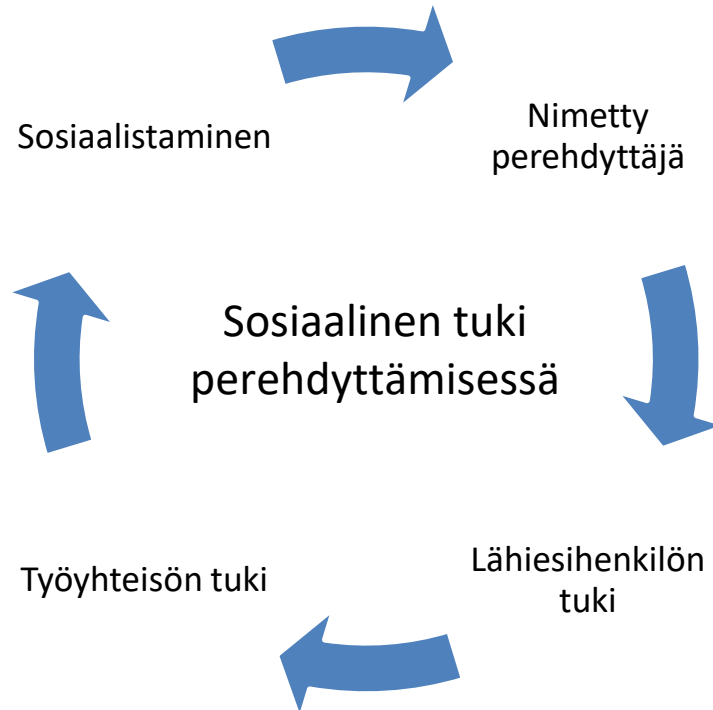 Sosiaalistaminen
Nimetty
perehdyttäjä
Sosiaalinen tuki
perehdyttämisessä
Työyhteisön tuki
Lähiesihenkilön
tuki